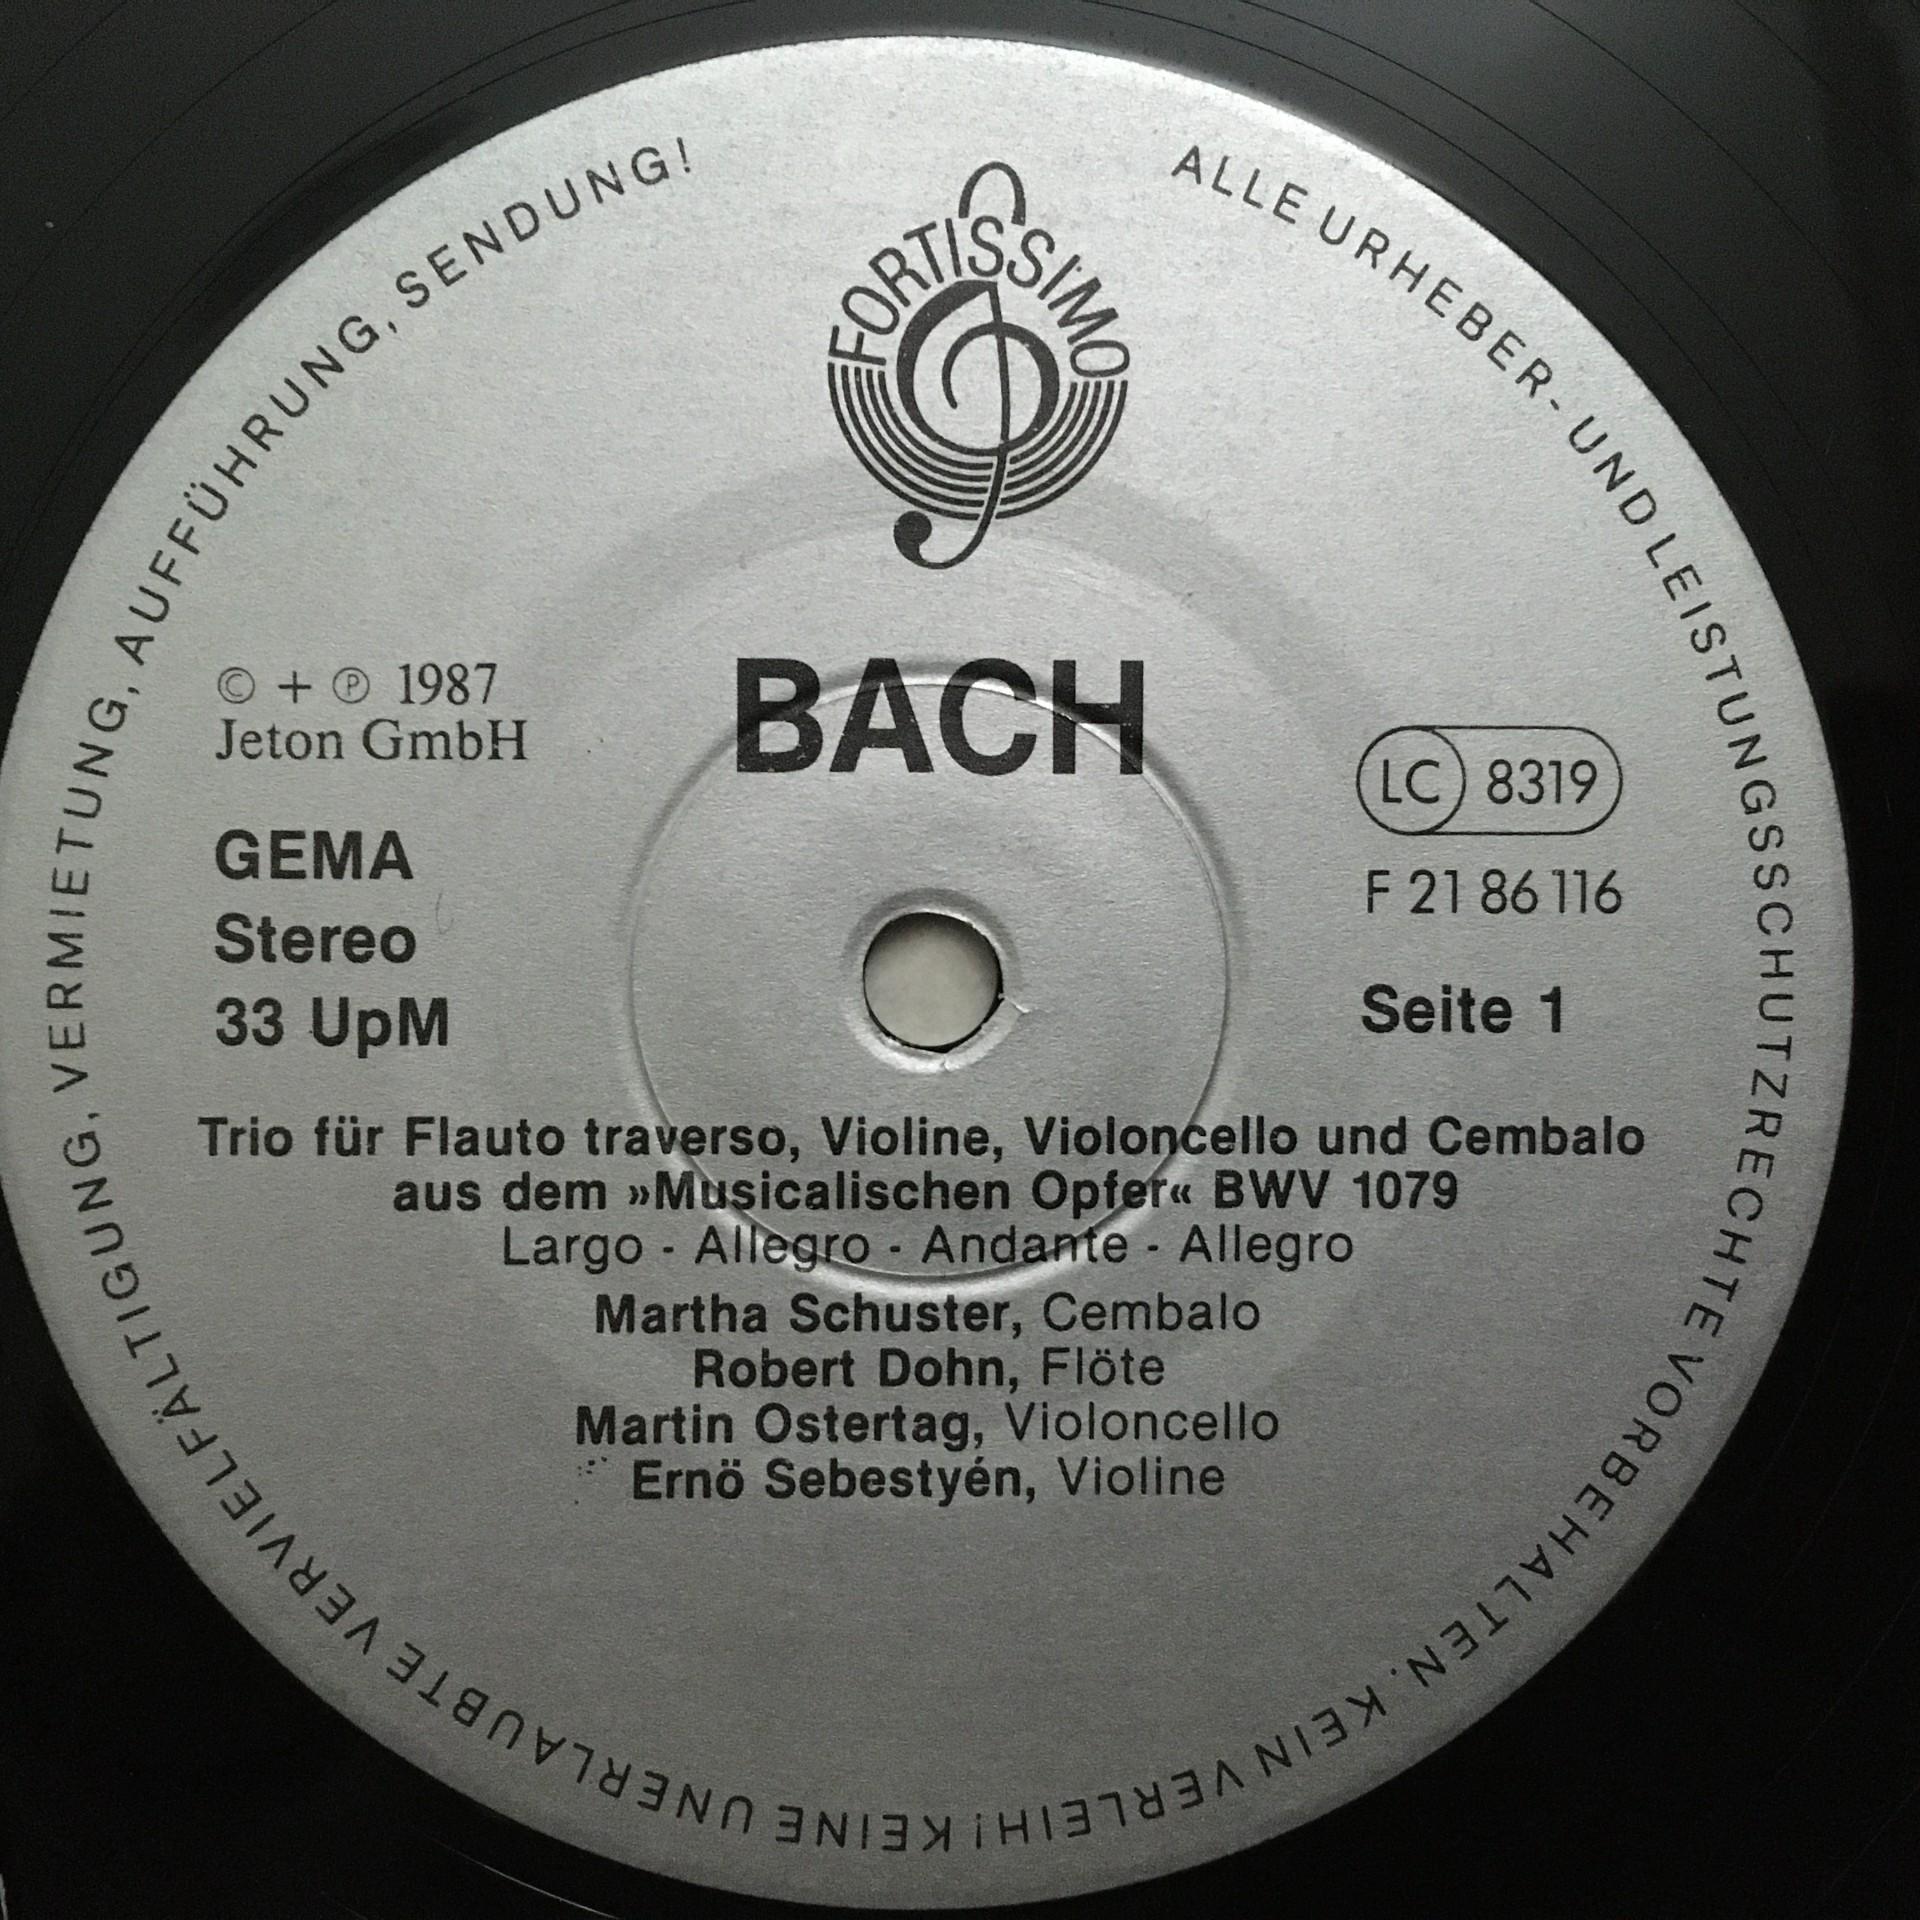 FORTISSIMO
BACH
© + ℗ 1987
Jeton GmbH
GEMA
Stereo
33 UpM
LC 8319
F 21 86 116
Seite 1
Trio für Flauto traverso, Violine, Violoncello und Cembalo
aus dem »Musicalischen Opfer« BWV 1079
Largo - Allegro - Andante - Allegro
Martha Schuster, Cembalo
Robert Dohn, Flöte
Martin Ostertag, Violoncello
Ernö Sebestyén, Violine
ALLE URHEBER- UND LEISTUNGSSCHUTZRECHTE VORBEHALTEN. KEIN VERLEIH! KEINE UNERLAUBTE VERVIELFÄLTIGUNG, VERMIETUNG, AUFFÜHRUNG, SENDUNG!